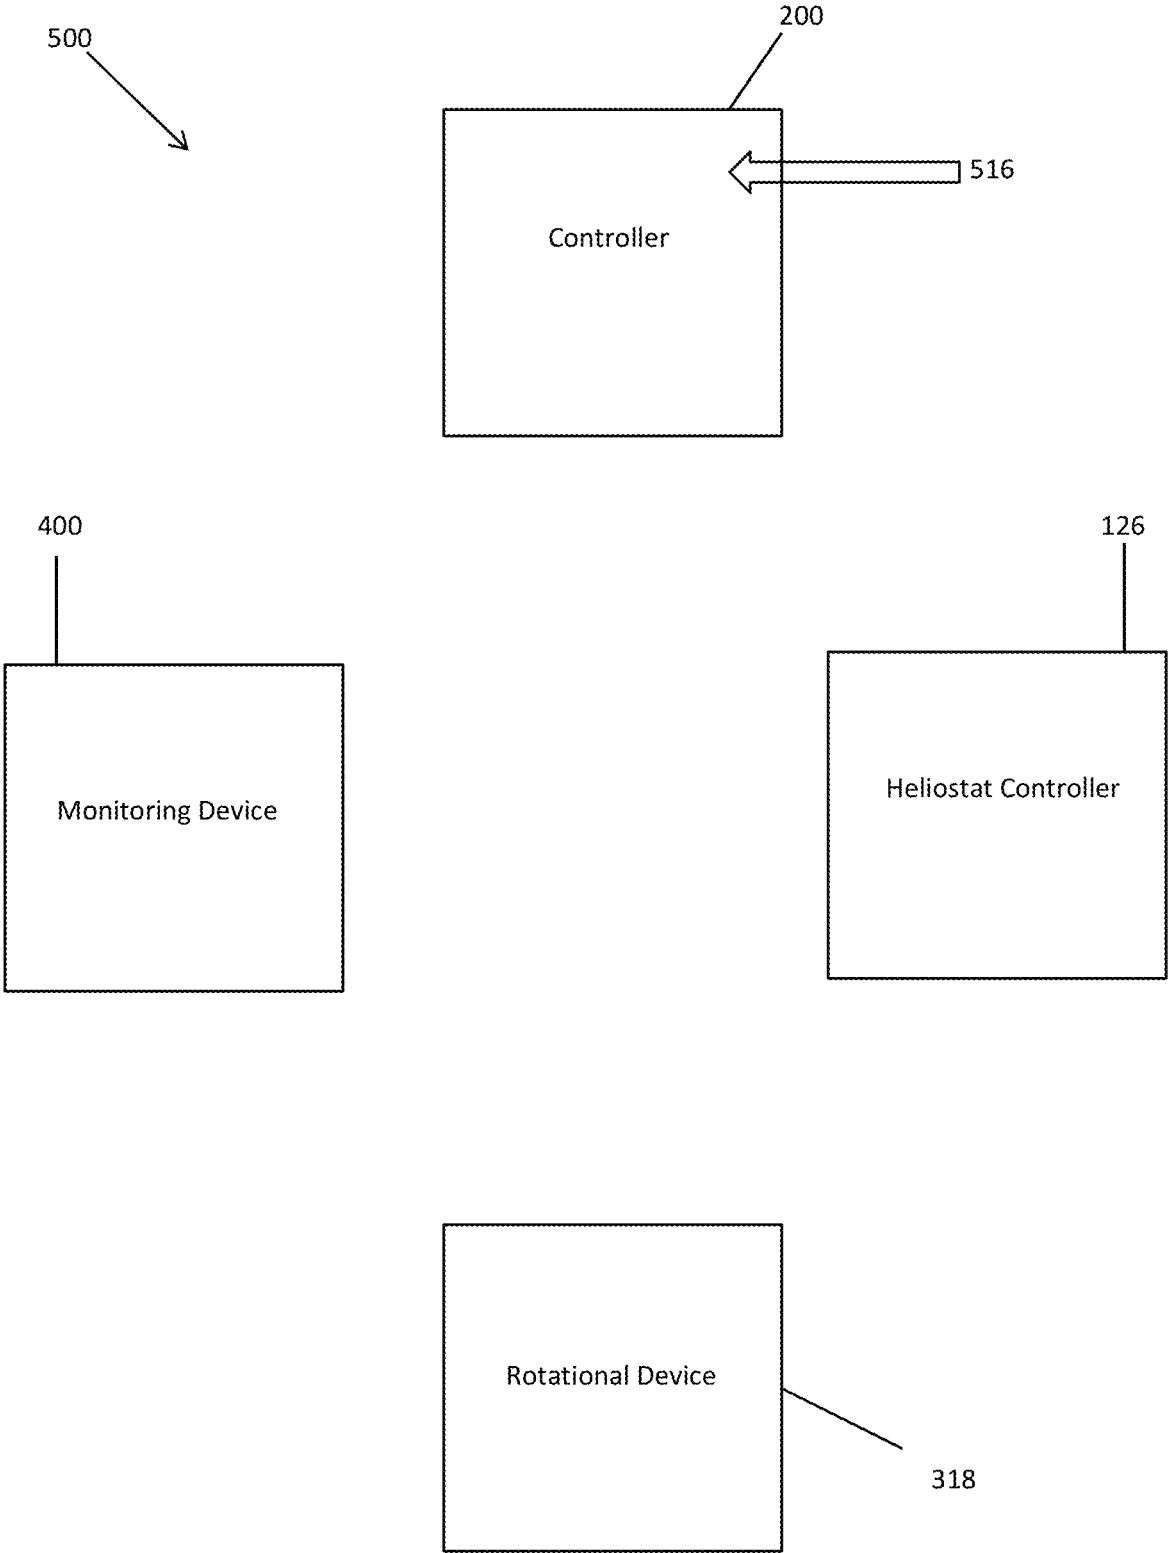 200
500
516
Controller
400
126
Monitoring Device
Heliostat Controller
Rotational Device
318